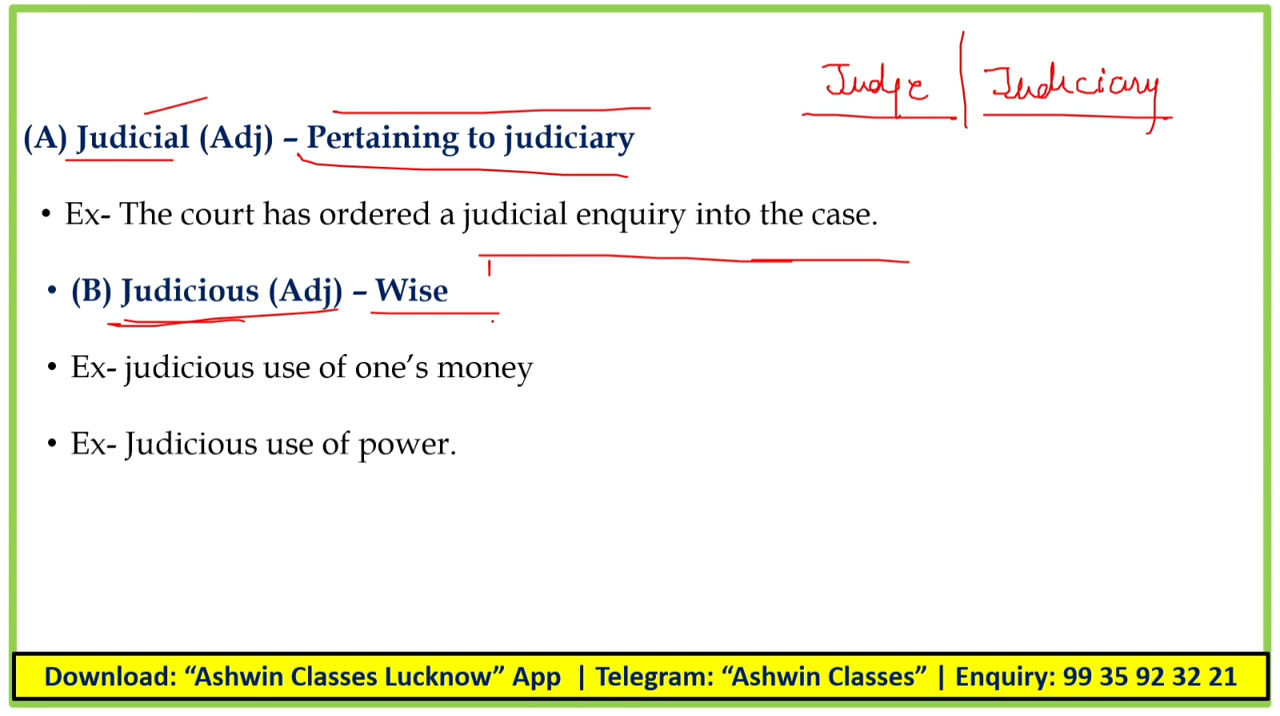 Judge | Judiciary
(A) Judicial (Adj) – Pertaining to judiciary
• Ex- The court has ordered a judicial enquiry into the case.
• (B) Judicious (Adj) – Wise
• Ex- judicious use of one’s money
• Ex- Judicious use of power.
Download: “Ashwin Classes Lucknow” App | Telegram: “Ashwin Classes” | Enquiry: 99 35 92 32 21